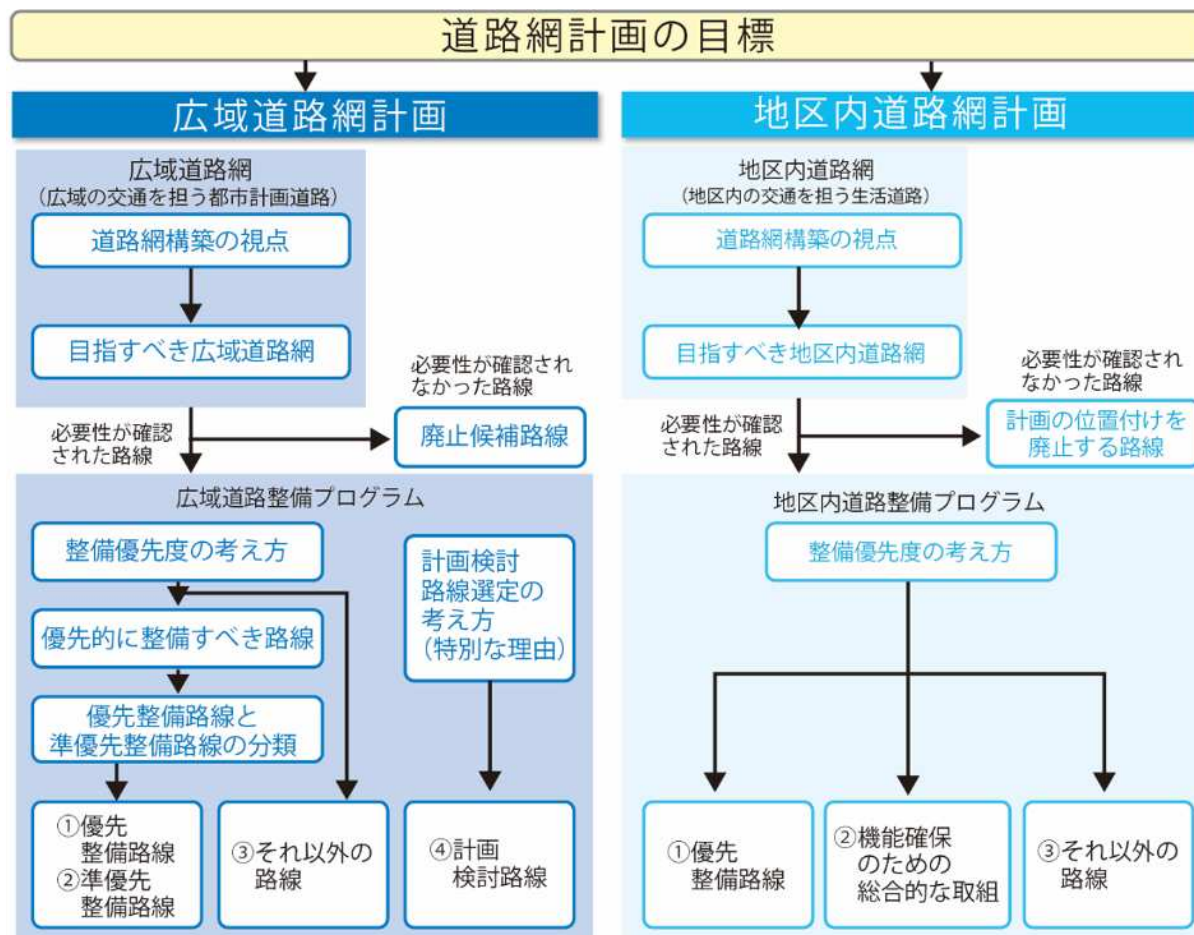 道路網計画の目標
広域道路網計画
広域道路網
（広域の交通を担う都市計画道路）
道路網構築の視点
目指すべき広域道路網
必要性が確認され
なかった路線
必要性が確認
された路線
廃止候補路線
広域道路整備プログラム
整備優先度の考え方
優先的に整備すべき路線
優先整備路線と
準優先整備路線の分類
計画検討
路線選定の
考え方
（特別な理由）
①優先
整備路線
②準優先
整備路線
③それ以外の
路線
④計画
検討路線
地区内道路網計画
地区内道路網
（地区内の交通を担う生活道路）
道路網構築の視点
目指すべき地区内道路網
必要性が確認され
なかった路線
必要性が確認
された路線
計画の位置付けを
廃止する路線
地区内道路整備プログラム
整備優先度の考え方
①優先
整備路線
②機能確保
のための
総合的な取組
③それ以外の
路線